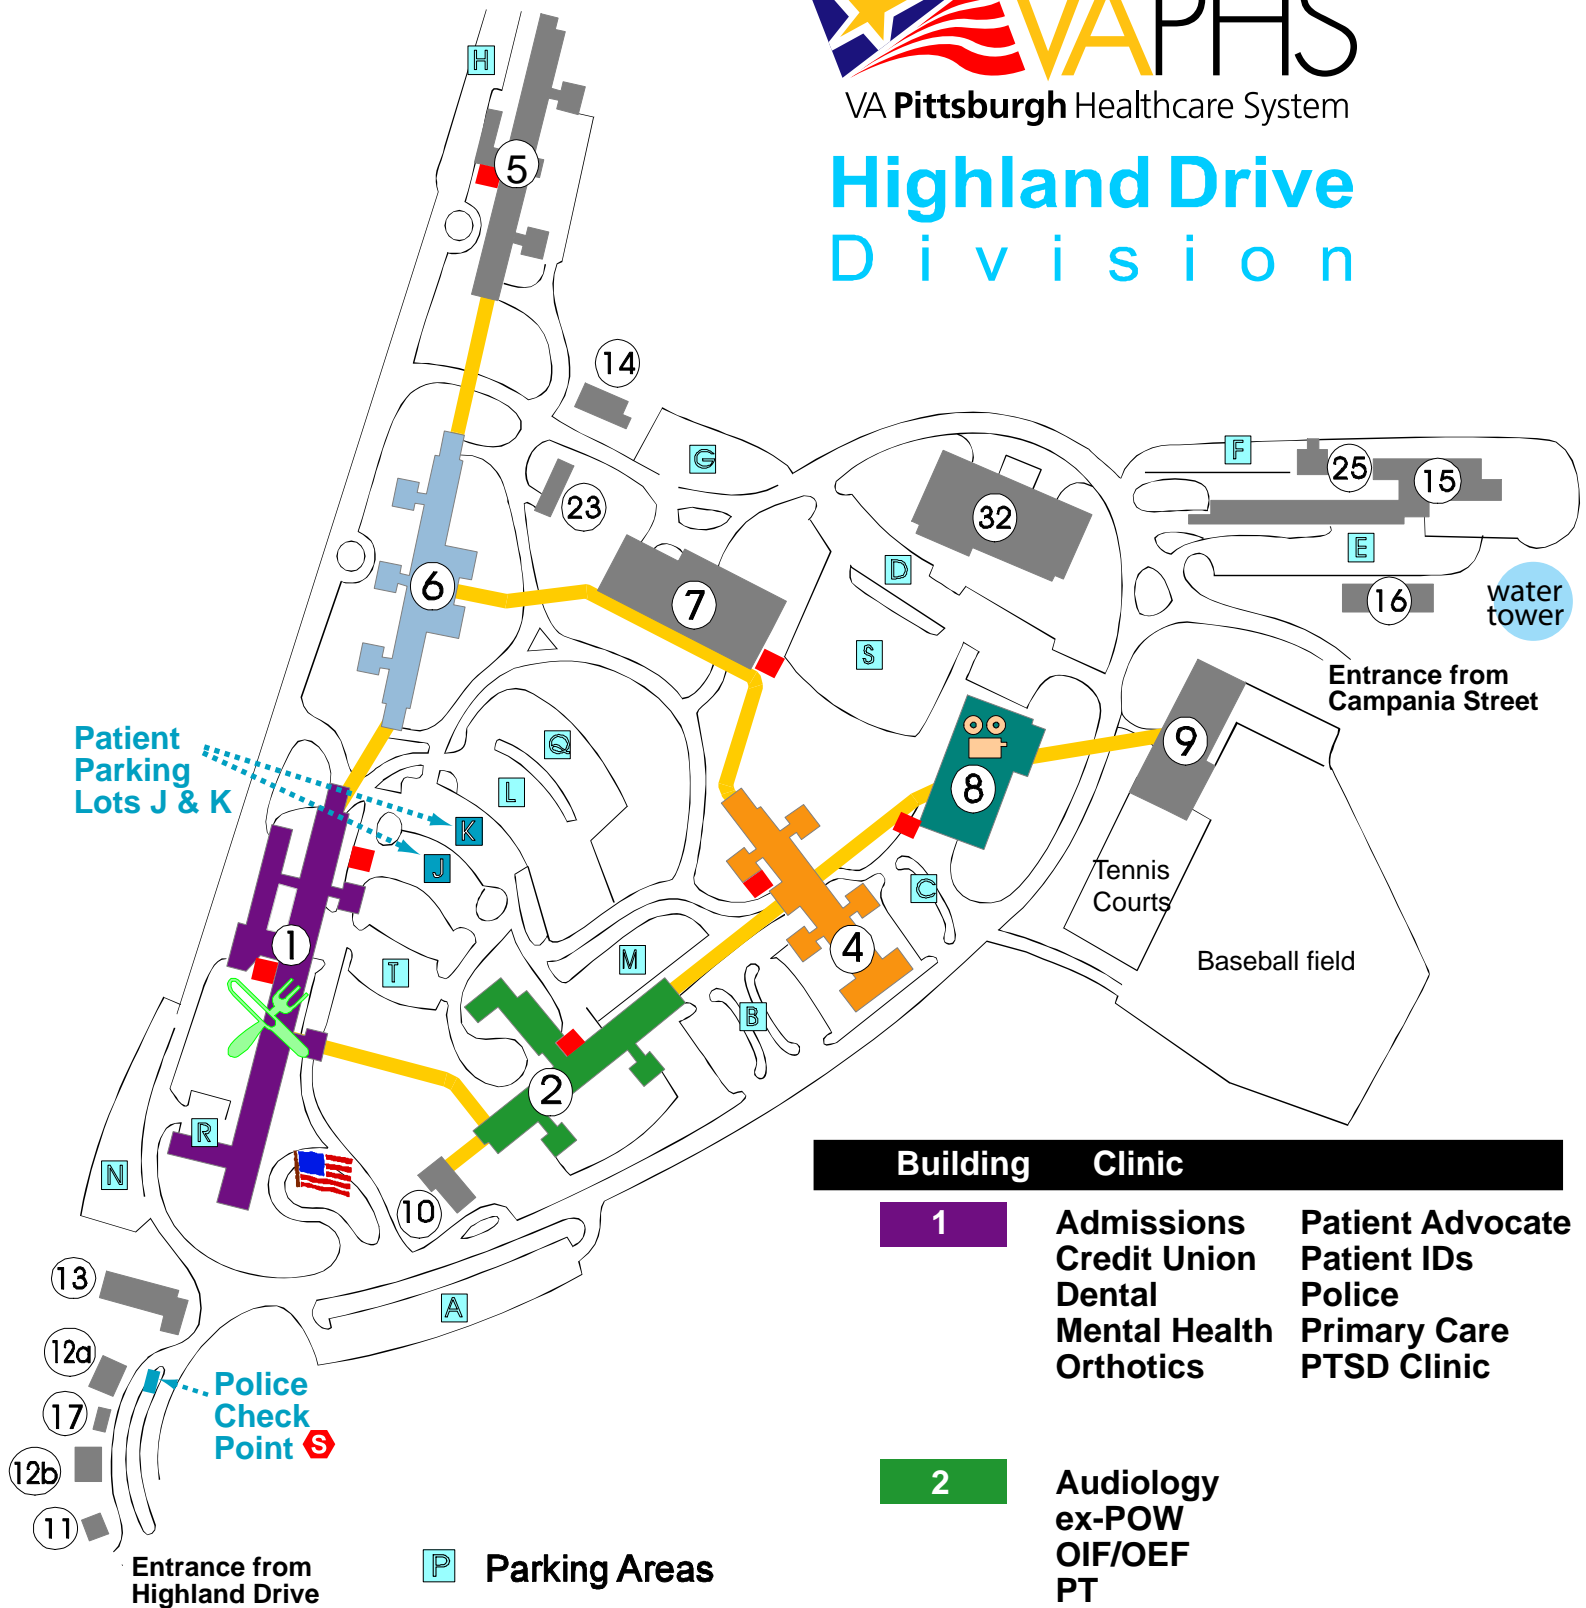 VAPHS
VA Pittsburgh Healthcare System
Highland Drive
Division
H
5
14
G
23
F
25
15
32
E
16
water
tower
D
7
6
S
Entrance from
Campania Street
Patient
Parking
Lots J & K
Q
L
K
J
9
8
Tennis
Courts
C
1
4
M
T
Baseball field
B
2
R
N
10
13
A
12a
17
12b
11
Police
Check
Point S
Entrance from
Highland Drive
P Parking Areas
Building Clinic
1 Admissions Patient Advocate
Credit Union Patient IDs
Dental Police
Mental Health Primary Care
Orthotics PTSD Clinic
2 Audiology
ex-POW
OIF/OEF
PT